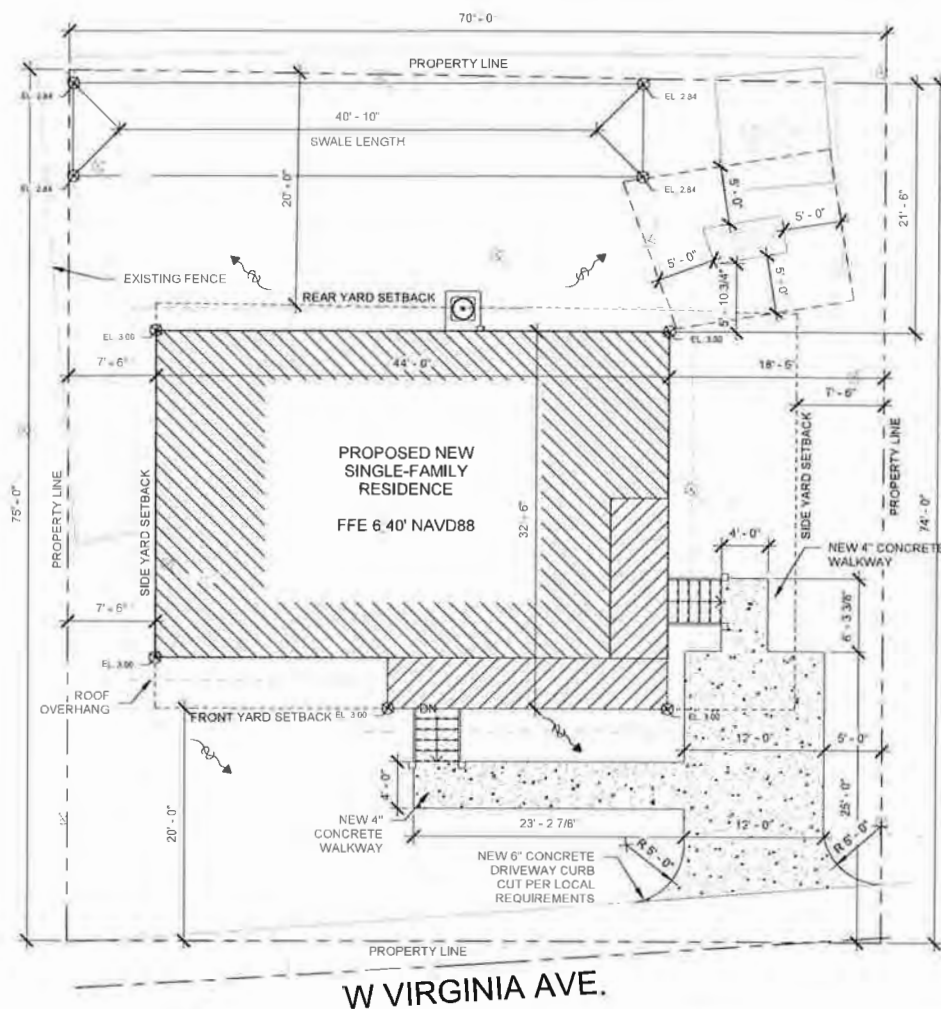 70'-0
PROPERTY LINE
EL 2.84
EL 2.84
40' - 10"
SWALE LENGTH
EL 2.84
EL 2.84
20' - 0"
5' - 0"
5' - 0"
5' - 0"
5' - 0"
5' - 10 3/4"
21' - 6"
EXISTING FENCE
REAR YARD SETBACK
EL 3.00
EL 3.00
7' - 6"
44' - 0"
7' - 6"
75' - 0"
PROPERTY LINE
SIDE YARD SETBACK
PROPOSED NEW
SINGLE-FAMILY
RESIDENCE
FFE 6.40' NAVD88
32' - 6"
SIDE YARD SETBACK
PROPERTY LINE
74' - 0"
4' - 0"
NEW 4" CONCRETE
WALKWAY
6' - 3 3/8"
7' - 6"
EL 3.00
ROOF
OVERHANG
FRONT YARD SETBACK
EL 3.00
DN
EL 3.00
12' - 0"
5' - 0"
20' - 0"
4' - 0"
25' - 0"
NEW 4"
CONCRETE
WALKWAY
23' - 2 7/8"
12' - 0"
R 5' - 0"
R 5' - 0"
NEW 6" CONCRETE
DRIVEWAY CURB
CUT PER LOCAL
REQUIREMENTS
PROPERTY LINE
W VIRGINIA AVE.